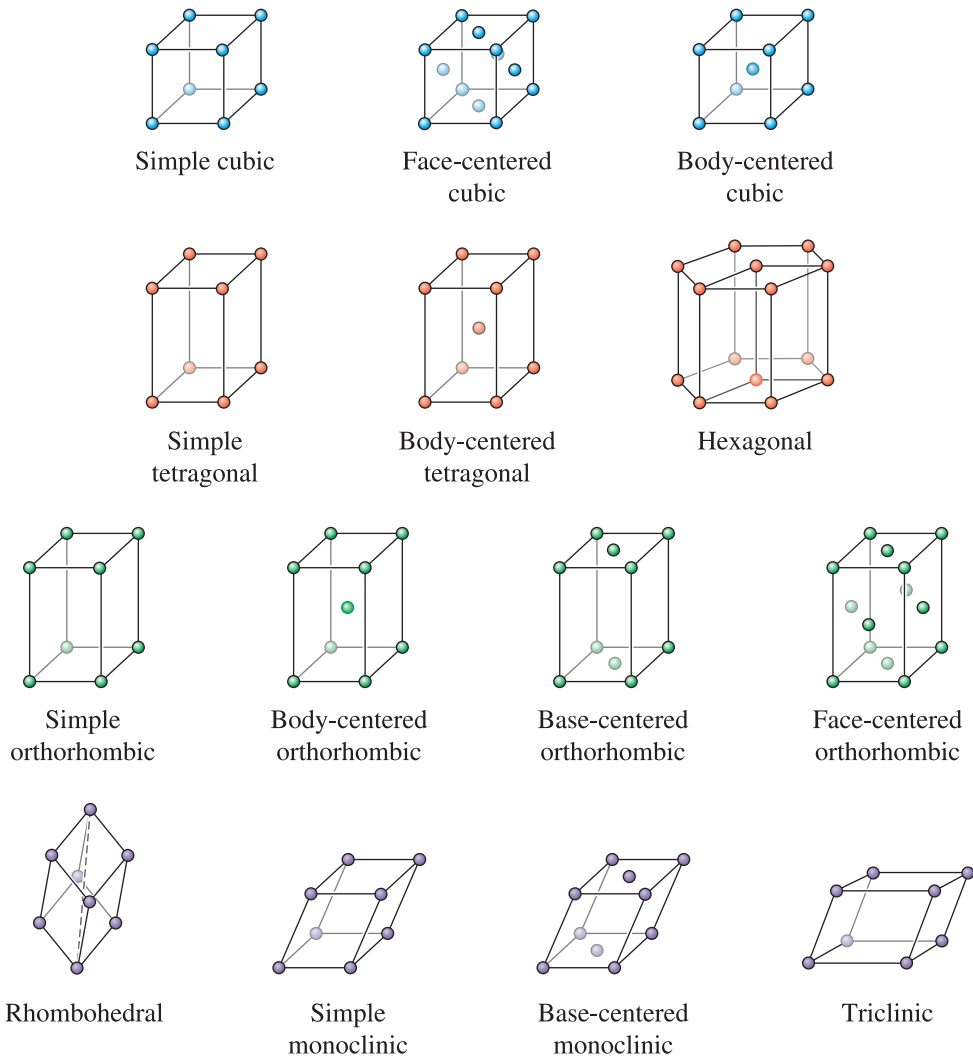 Simple cubic
Face-centered
cubic
Body-centered
cubic
Simple
tetragonal
Body-centered
tetragonal
Hexagonal
Simple
orthorhombic
Body-centered
orthorhombic
Base-centered
orthorhombic
Face-centered
orthorhombic
Rhombohedral
Simple
monoclinic
Base-centered
monoclinic
Triclinic